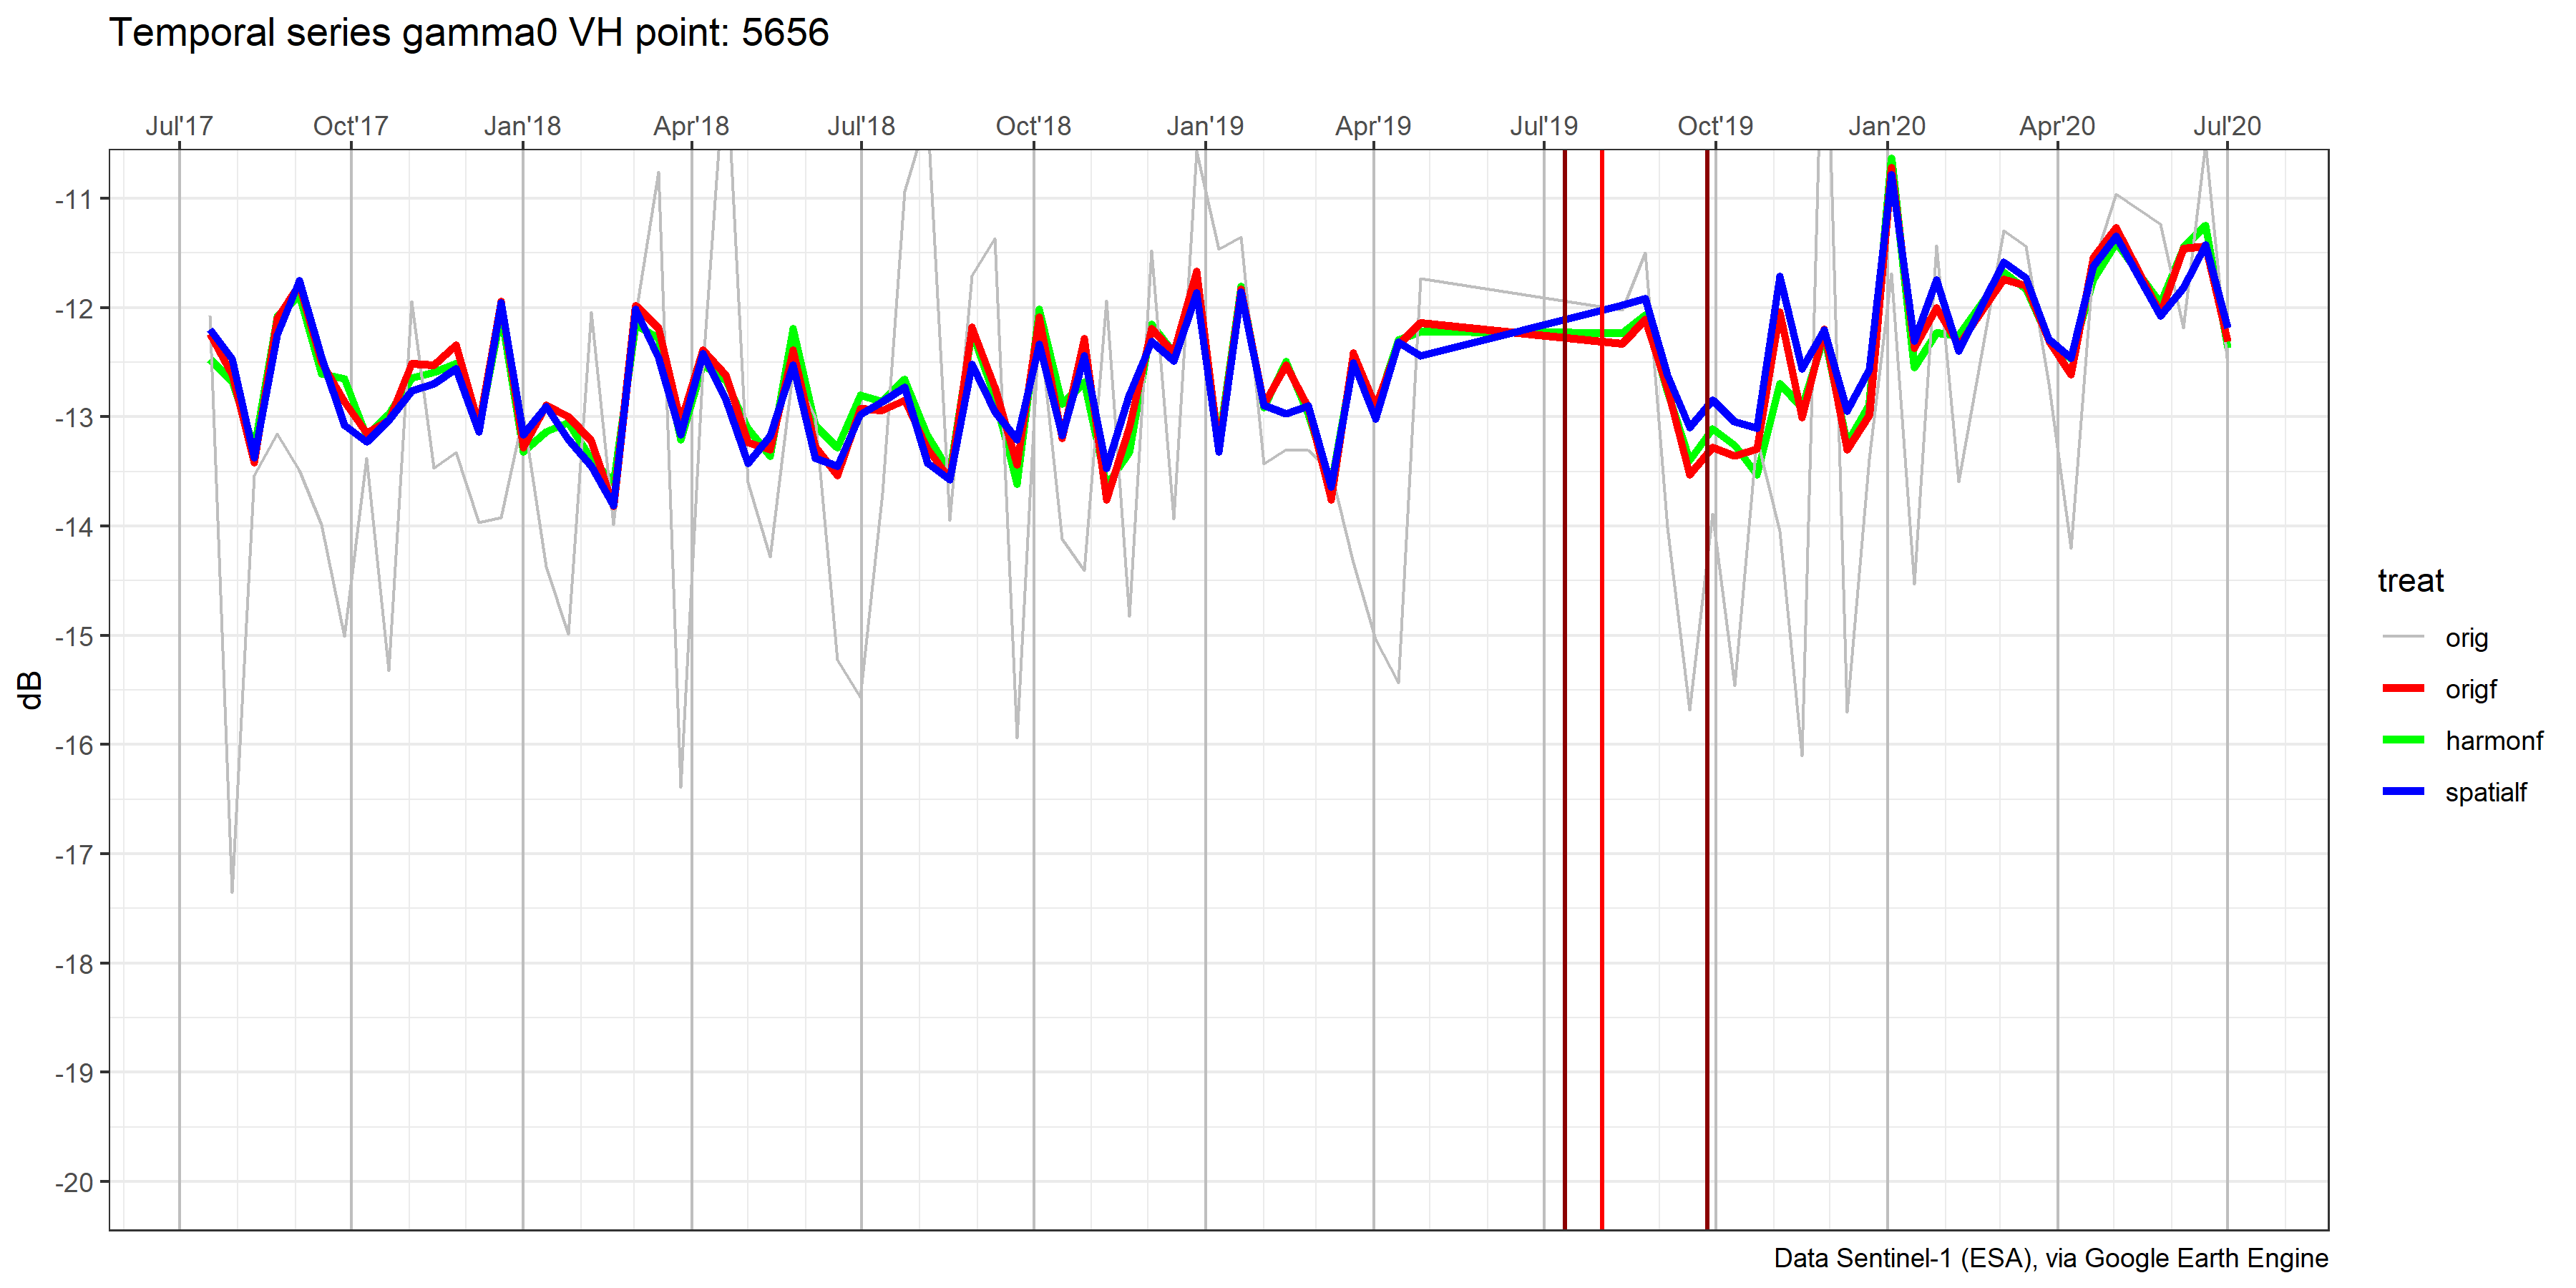 Temporal series gamma0 VH point: 5656
Jul'17 Oct'17 Jan'18 Apr'18 Jul'18 Oct'18 Jan'19 Apr'19 Jul'19 Oct'19 Jan'20 Apr'20 Jul'20
-11
-12
-13
-14
-15
-16
-17
-18
-19
-20
dB
treat
orig
origf
harmonf
spatialf
Data Sentinel-1 (ESA), via Google Earth Engine